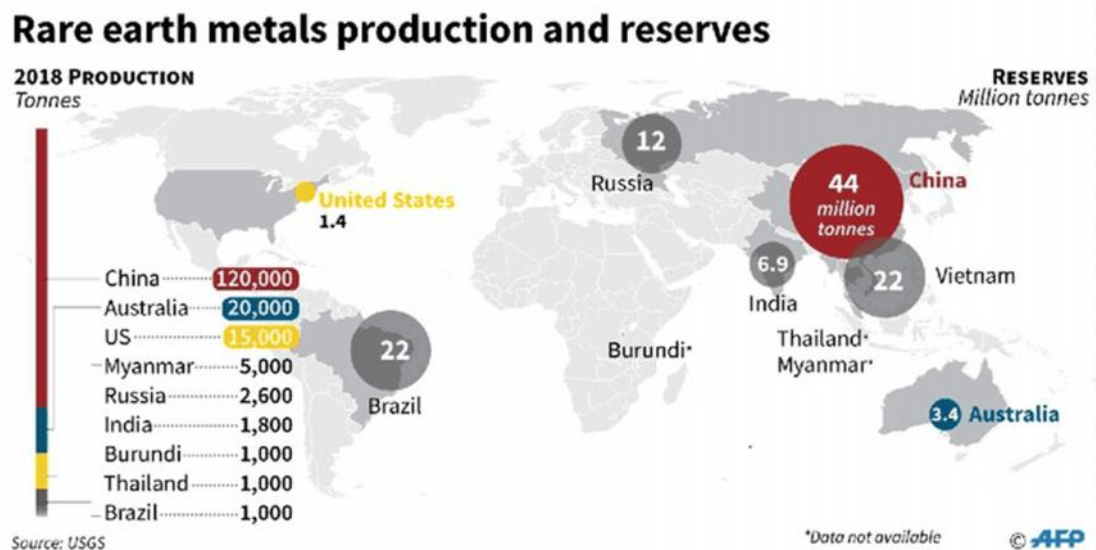 Rare earth metals production and reserves
2018 PRODUCTION
Tonnes
RESERVES
Million tonnes
12
Russia
44
million
tonnes
China
United States
1.4
6.9
India
22
Vietnam
China 120,000
Australia 20,000
US 15,000
Myanmar 5,000
Russia 2,600
India 1,800
Burundi 1,000
Thailand 1,000
Brazil 1,000
22
Brazil
Burundi*
Thailand*
Myanmar*
3.4 Australia
Source: USGS
*Data not available
© AFP